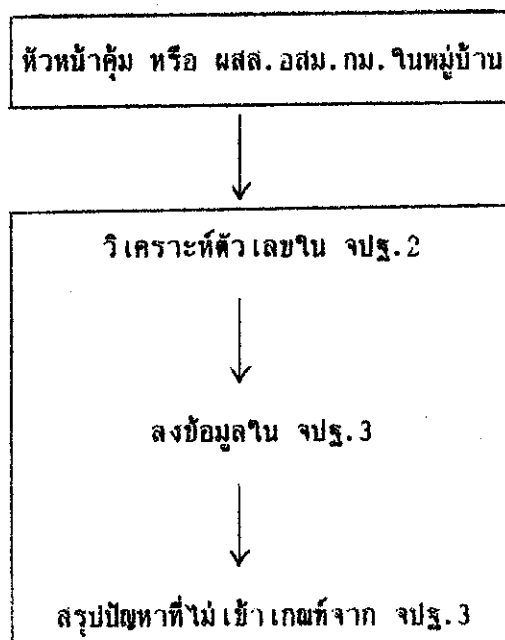 หัวหน้าคุ้ม หรือ ผสส.อสม.กม.ในหมู่บ้าน
วิเคราะห์ตัวเลขใน จปฐ.2
ลงข้อมูลใน จปฐ.3
สรุปปัญหาที่ไม่เข้าเกณฑ์จาก จปฐ.3